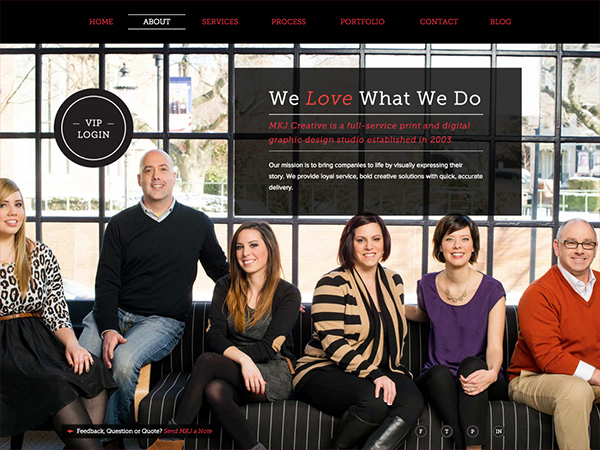 HOME ABOUT SERVICES PROCESS PORTFOLIO CONTACT BLOG
VIP
LOGIN
We Love What We Do
MKJ Creative is a full-service print and digital
graphic design studio established in 2003.
Our mission is to bring companies to life by visually expressing their
story. We provide loyal service, bold creative solutions with quick, accurate
delivery.
Feedback, Question or Quote? Send MKJ a Note
F T P IN